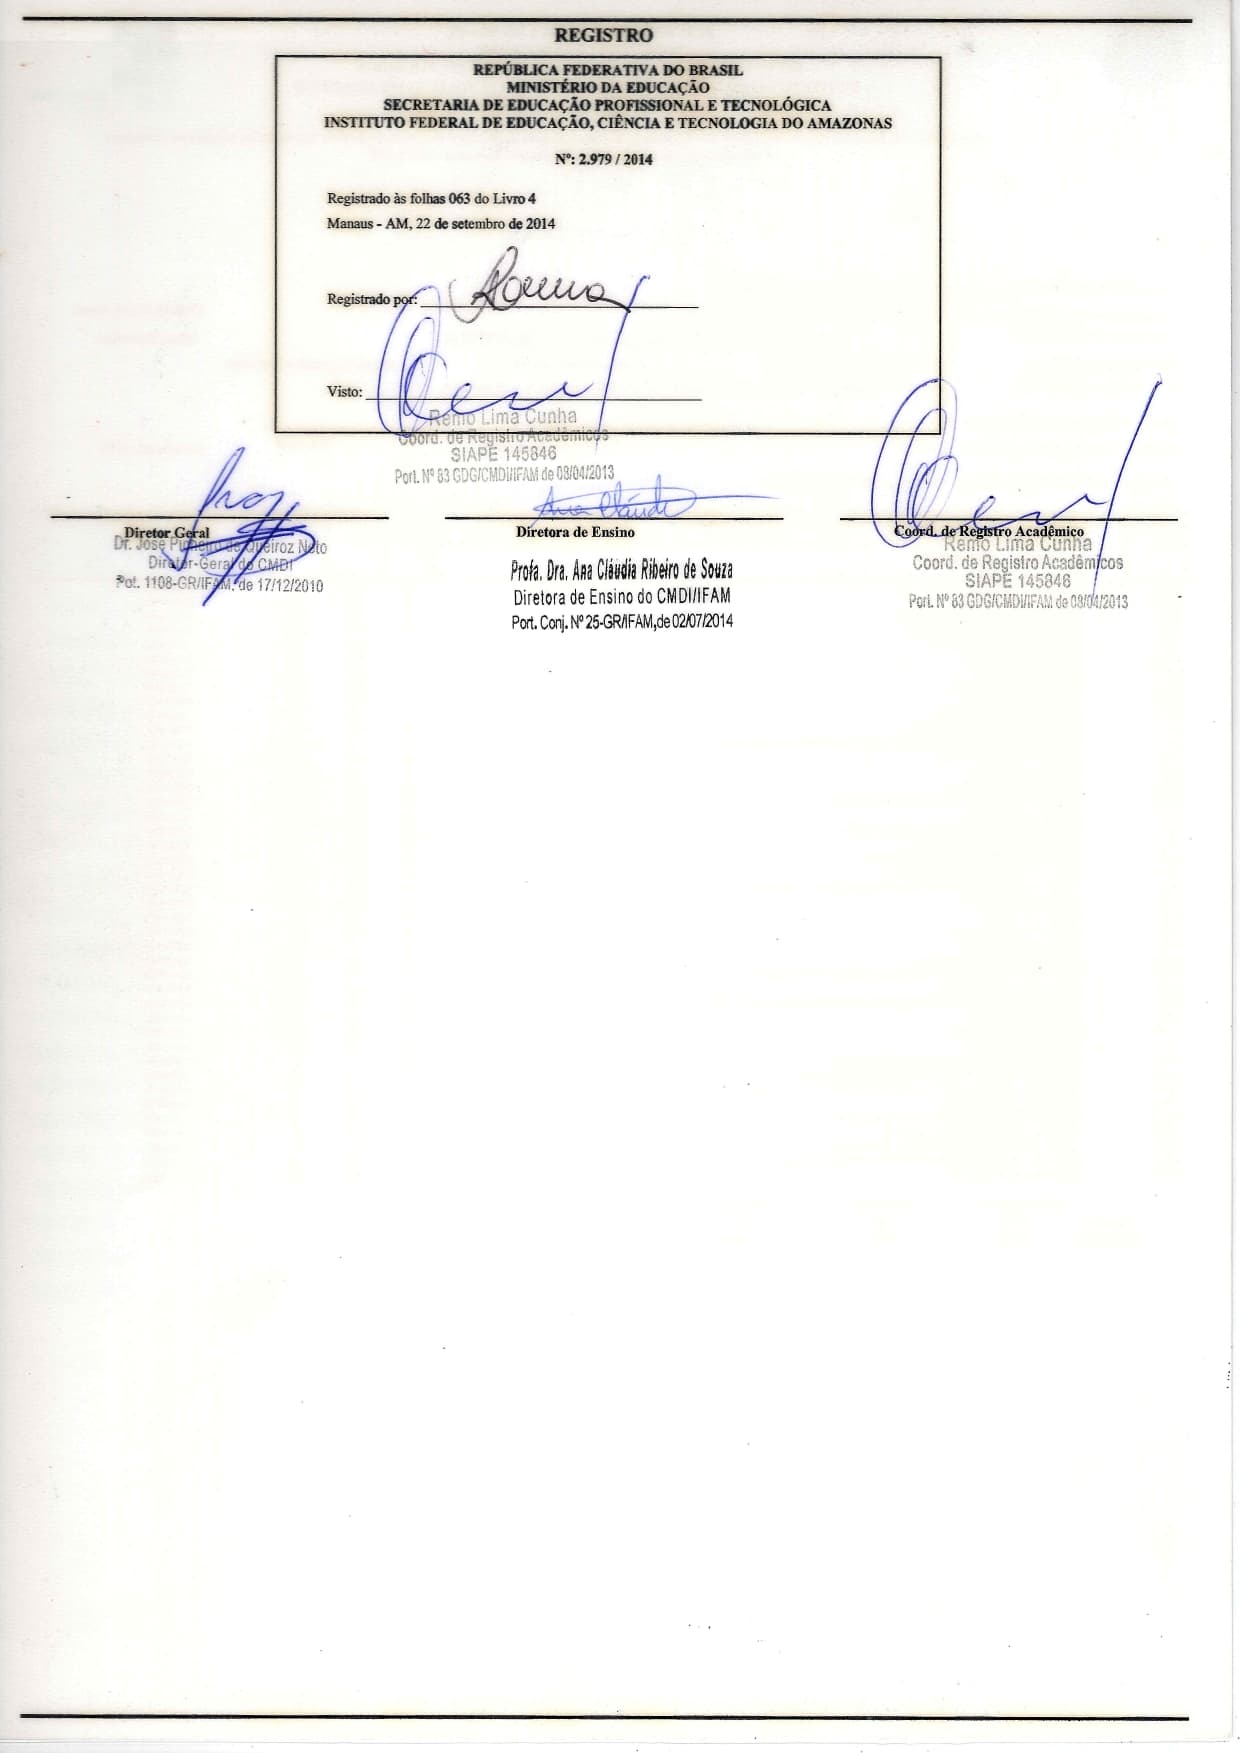 REGISTRO
REPÚBLICA FEDERATIVA DO BRASIL
MINISTÉRIO DA EDUCAÇÃO
SECRETARIA DE EDUCAÇÃO PROFISSIONAL E TECNOLÓGICA
INSTITUTO FEDERAL DE EDUCAÇÃO, CIÊNCIA E TECNOLOGIA DO AMAZONAS
Nº: 2.979 / 2014
Registrado às folhas 063 do Livro 4
Manaus - AM, 22 de setembro de 2014
Registrado por:
Visto:
Remo Lima Cunha
Coord. de Registro Acadêmicos
SIAPE 145846
Port. Nº 83 GDG/CMDI/IFAM de 08/04/2013
Diretor Geral
Dr. José Pinheiro de Queiroz Neto
Diretor-Geral do CMDI
Pot. 1108-GR/IFAM, de 17/12/2010
Ana Cláudia
Diretora de Ensino
Profa. Dra. Ana Cláudia Ribeiro de Souza
Diretora de Ensino do CMDI/IFAM
Port. Conj. Nº 25-GR/IFAM,de 02/07/2014
Coord. de Registro Acadêmico
Remo Lima Cunha
Coord. de Registro Acadêmicos
SIAPE 145846
Port. Nº 83 GDG/CMDI/IFAM de 08/04/2013